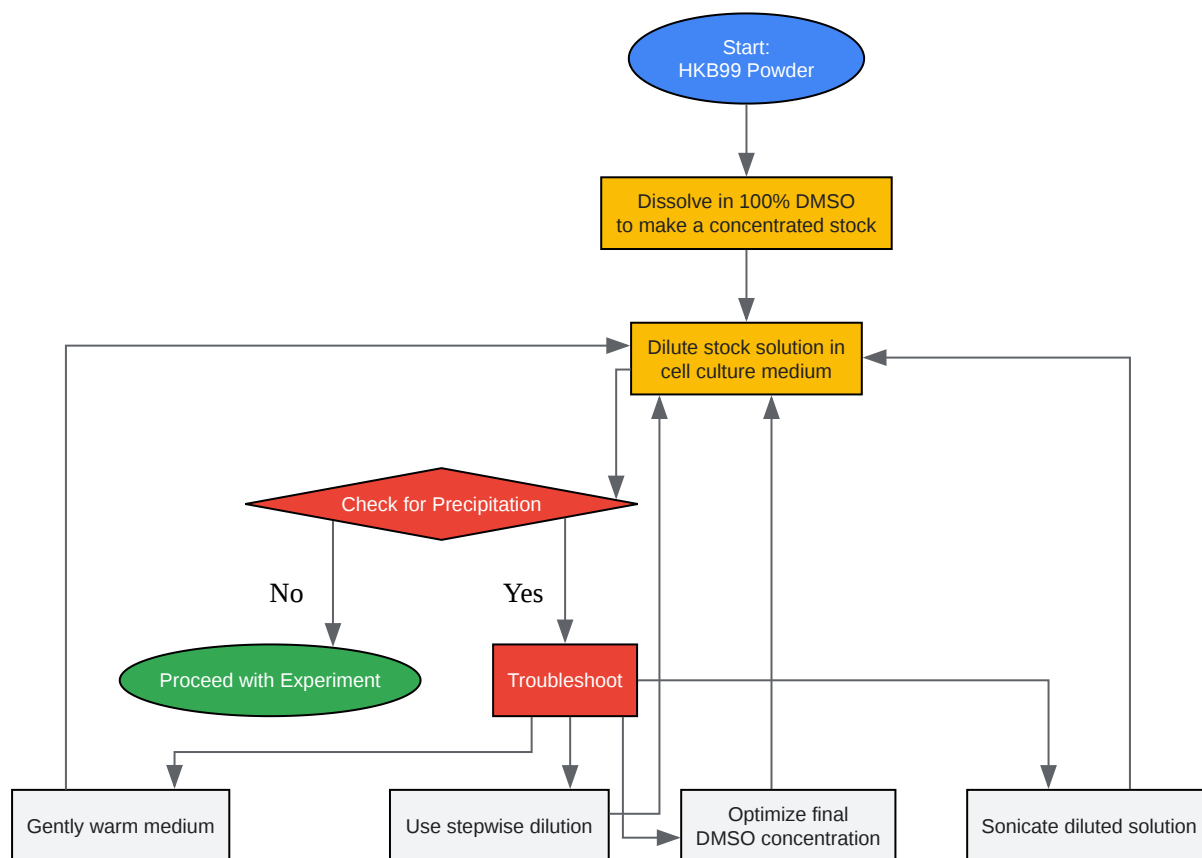 Start:
HKB99 Powder
Dissolve in 100% DMSO
to make a concentrated stock
Dilute stock solution in
cell culture medium
Check for Precipitation
No
Yes
Proceed with Experiment
Troubleshoot
Gently warm medium
Use stepwise dilution
Optimize final
DMSO concentration
Sonicate diluted solution